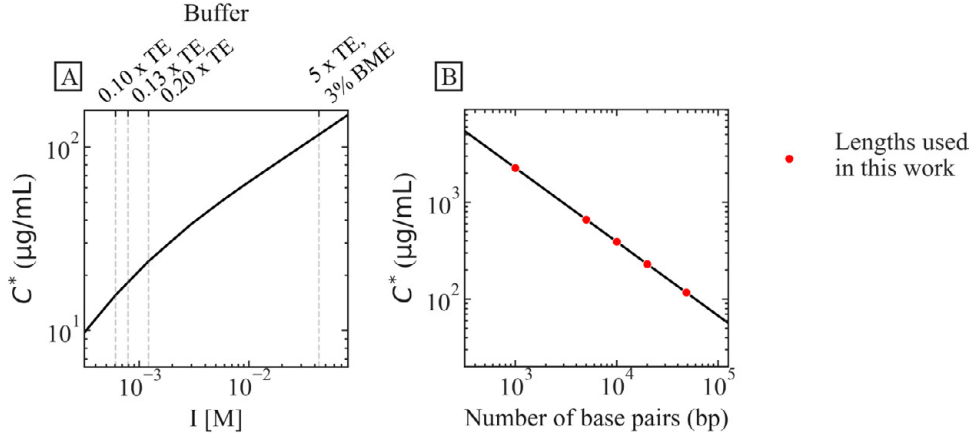 Buffer
A
0.10 x TE
0.13 x TE
0.20 x TE
5 x TE,
3% BME
B
10²
10¹
C* (µg/mL)
10⁻³
10⁻²
I [M]
10³
10²
C* (µg/mL)
10³
10⁴
10⁵
Number of base pairs (bp)
Lengths used
in this work